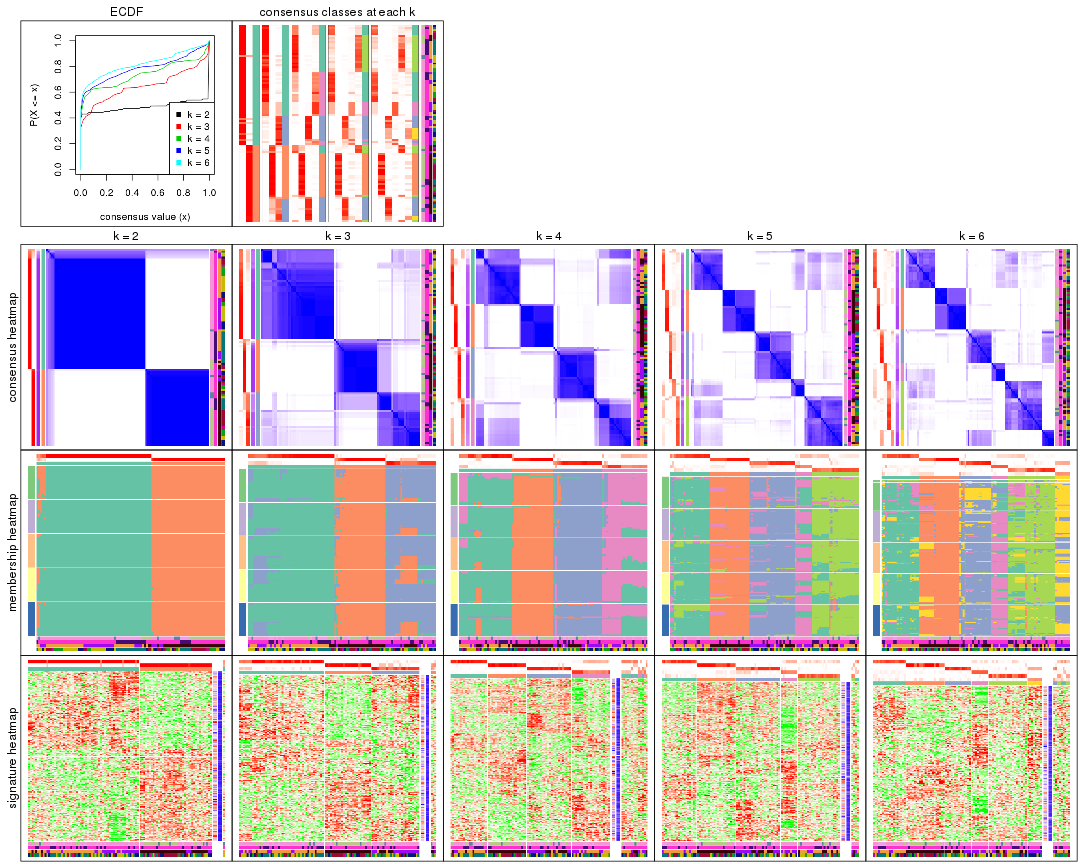 ECDF
consensus classes at each k
P(X <= x)
1.0
0.8
0.6
0.4
0.2
0.0
k = 2
k = 3
k = 4
k = 5
k = 6
0.0 0.2 0.4 0.6 0.8 1.0
consensus value (x)
k = 2
k = 3
k = 4
k = 5
k = 6
consensus heatmap
membership heatmap
signature heatmap